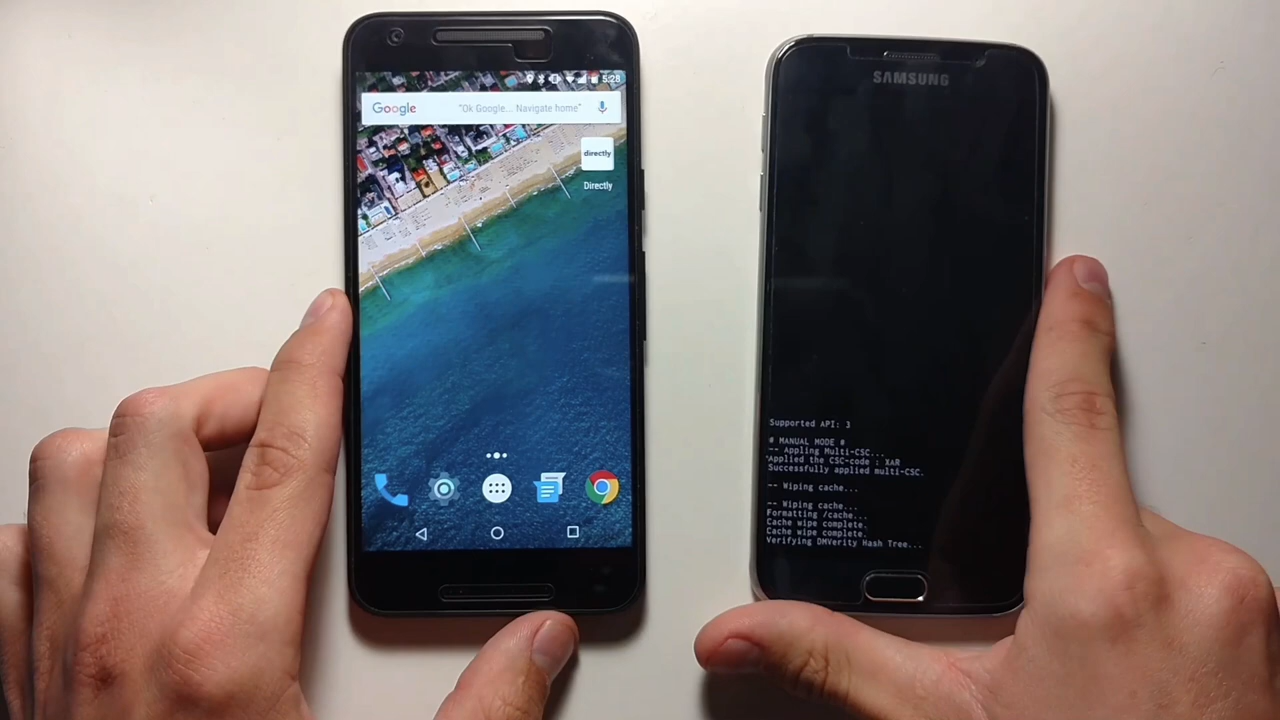 5:28
Google "Ok Google... Navigate home"
directly
Directly
SAMSUNG
Supported API: 3
# MANUAL MODE #
-- Appling Multi-CSC...
Applied the CSC-code : XAR
Successfully applied multi-CSC.
-- Wiping cache...
-- Wiping cache...
Formatting /cache...
Cache wipe complete.
Cache wipe complete.
Verifying DMVerity Hash Tree...